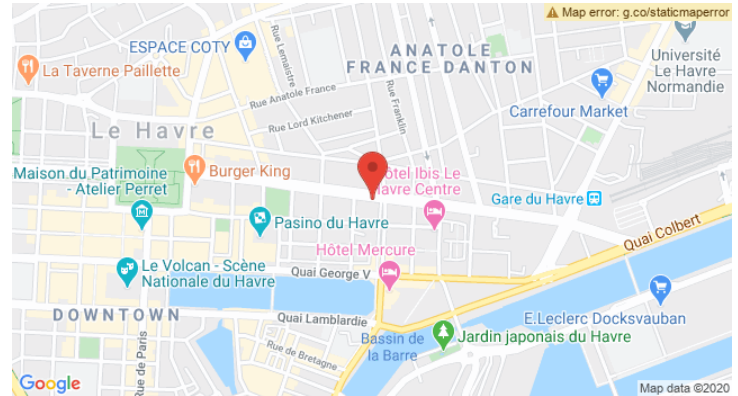 Map error: g.co/staticmaperror
ESPACE COTY
Rue Lemaistre
ANATOLE
FRANCE DANTON
Université
Le Havre
Normandie
La Taverne Paillette
Rue Anatole France
Rue Franklin
Carrefour Market
Rue Lord Kitchener
Le Havre
Maison du Patrimoine
- Atelier Perret
Burger King
Hôtel Ibis Le
Havre Centre
Gare du Havre
Pasino du Havre
Quai Colbert
Hôtel Mercure
Le Volcan - Scène
Nationale du Havre
Quai George V
E.Leclerc Docksvauban
DOWNTOWN
Quai Lamblardie
Rue de Paris
Rue de Bretagne
Bassin de
la Barre
Jardin japonais du Havre
Google
Map data ©2020